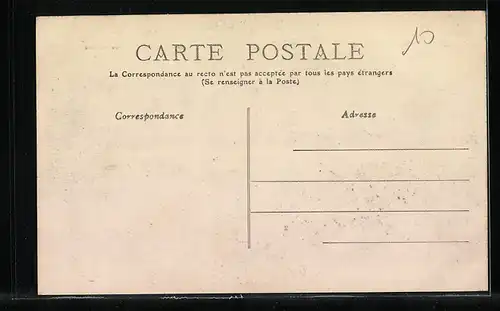 CARTE POSTALE
La Correspondance au recto n'est pas acceptée par tous les pays étrangers
(Se renseigner à la Poste)
Correspondance
Adresse